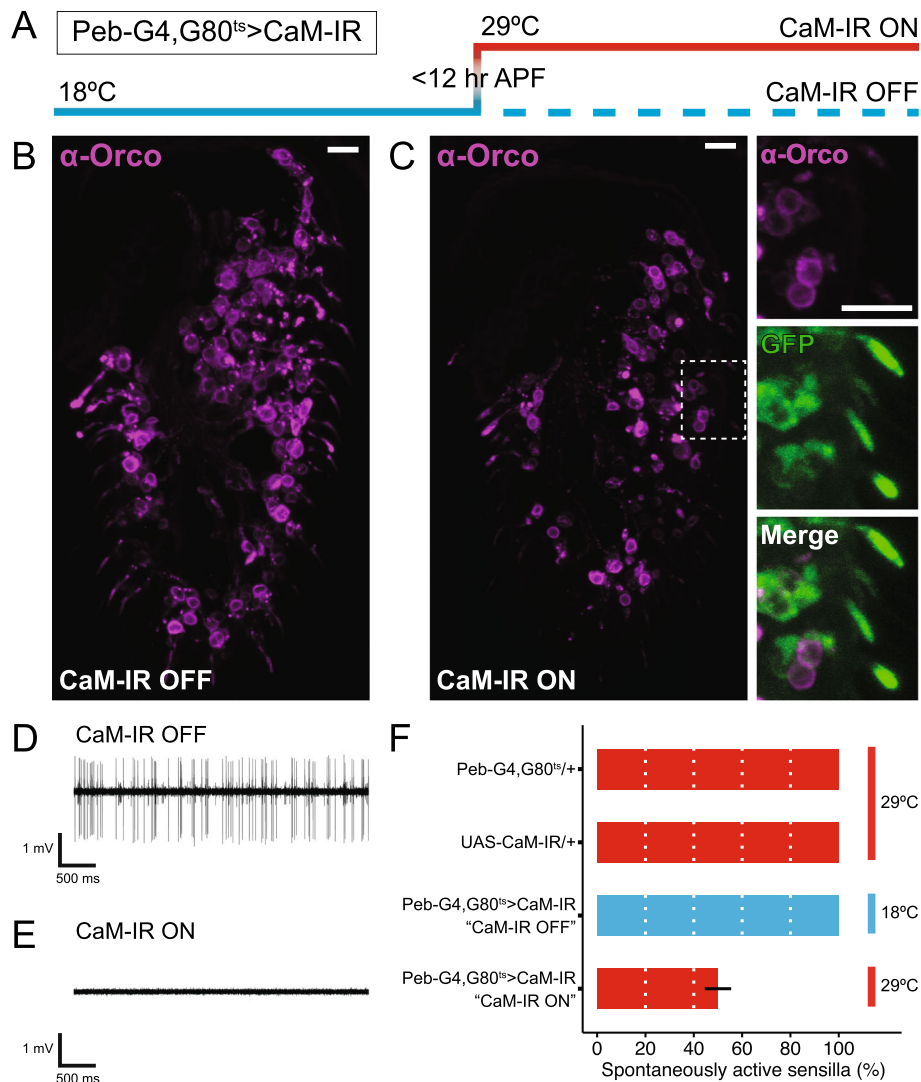 A
Peb-G4,G80ᵗˢ>CaM-IR
29ºC
CaM-IR ON
<12 hr APF
18ºC
CaM-IR OFF
B
α-Orco
CaM-IR OFF
C
α-Orco
CaM-IR ON
α-Orco
GFP
Merge
D
CaM-IR OFF
1 mV
500 ms
E
CaM-IR ON
1 mV
500 ms
F
Peb-G4,G80ᵗˢ/+
UAS-CaM-IR/+
29ºC
Peb-G4,G80ᵗˢ>CaM-IR
“CaM-IR OFF”
18ºC
Peb-G4,G80ᵗˢ>CaM-IR
“CaM-IR ON”
29ºC
0 20 40 60 80 100
Spontaneously active sensilla (%)